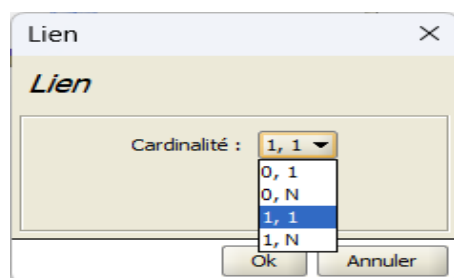 Lien
Lien
Cardinalité : 1, 1
0, 1
0, N
1, 1
1, N
Ok Annuler